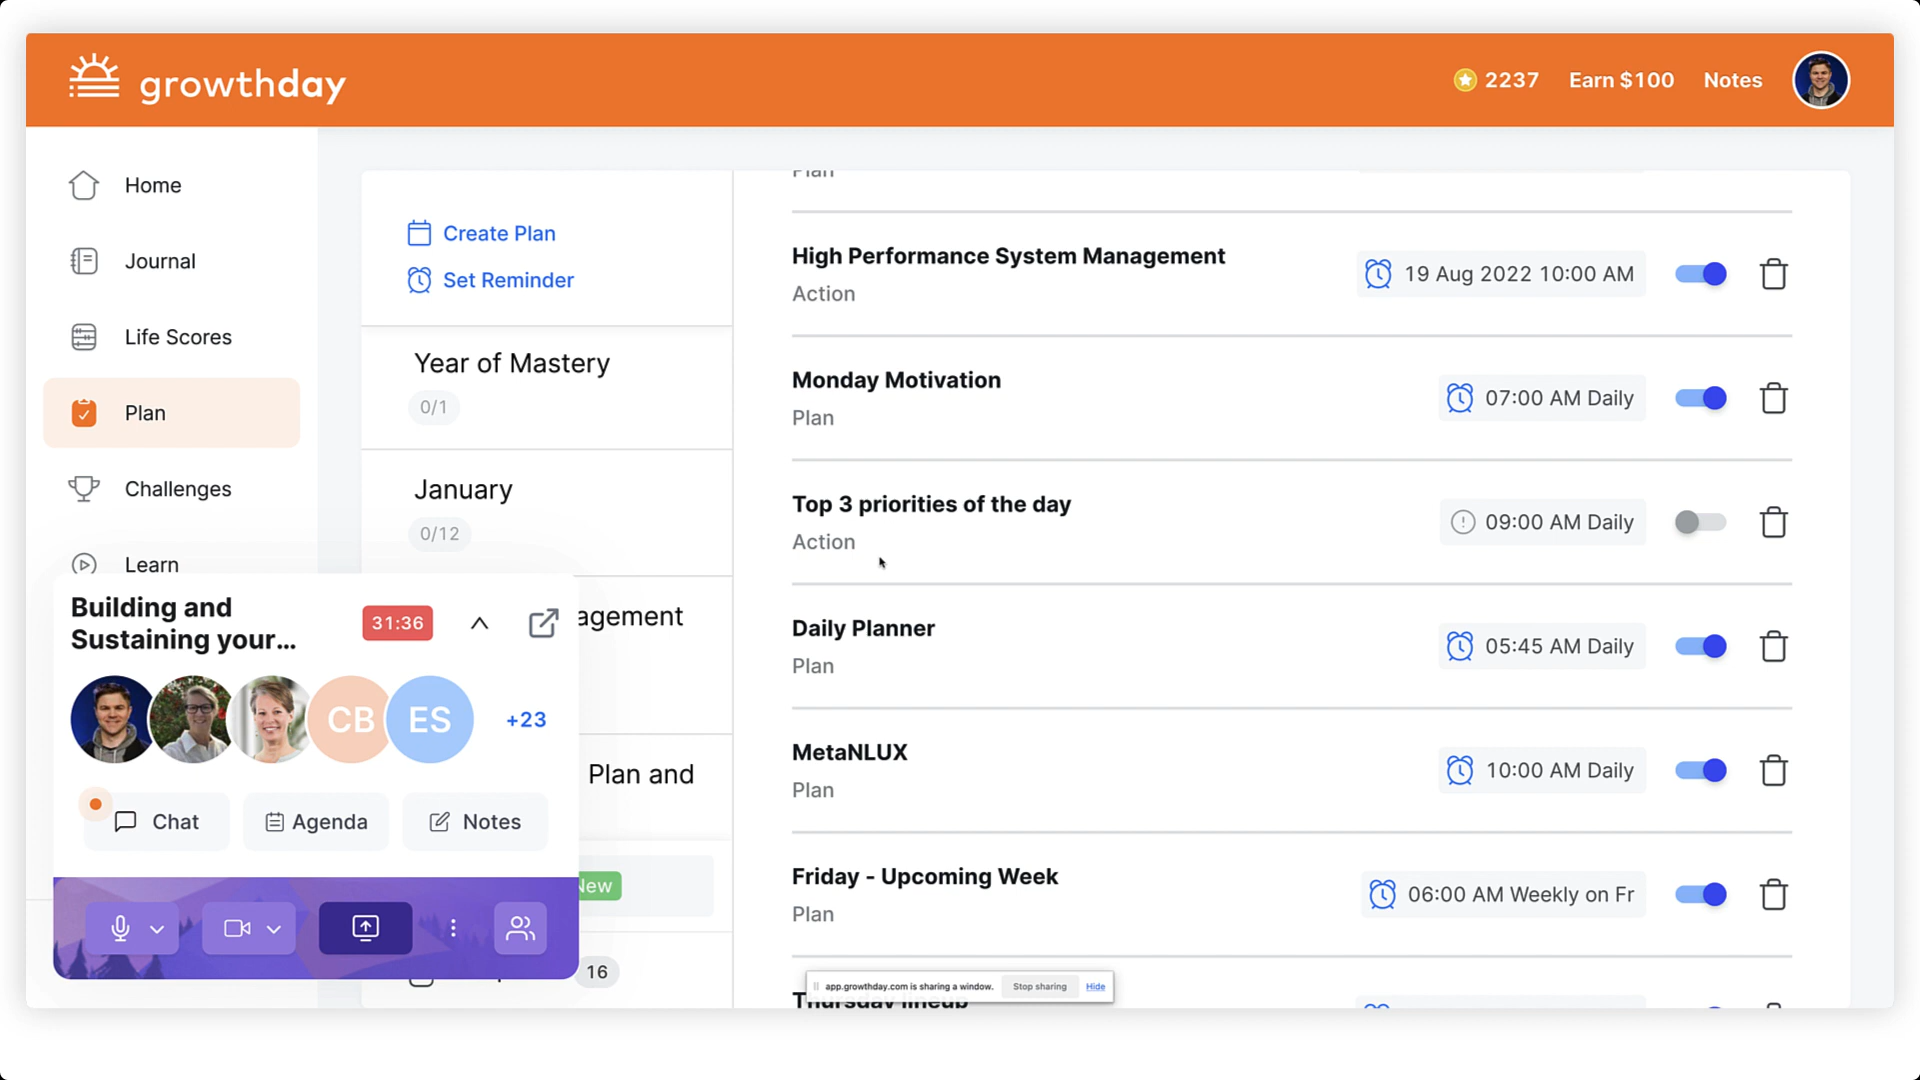 growthday
2237
Earn $100
Notes
Home
Journal
Life Scores
Plan
Challenges
Learn
Create Plan
Set Reminder
Year of Mastery
0/1
January
0/12
agement
Plan and
New
16
Plan
High Performance System Management
Action
19 Aug 2022 10:00 AM
Monday Motivation
Plan
07:00 AM Daily
Top 3 priorities of the day
Action
09:00 AM Daily
Daily Planner
Plan
05:45 AM Daily
MetaNLUX
Plan
10:00 AM Daily
Friday - Upcoming Week
Plan
06:00 AM Weekly on Fr
Thursday lineup
Building and
Sustaining your...
31:36
CB
ES
+23
Chat
Agenda
Notes
app.growthday.com is sharing a window.
Stop sharing
Hide